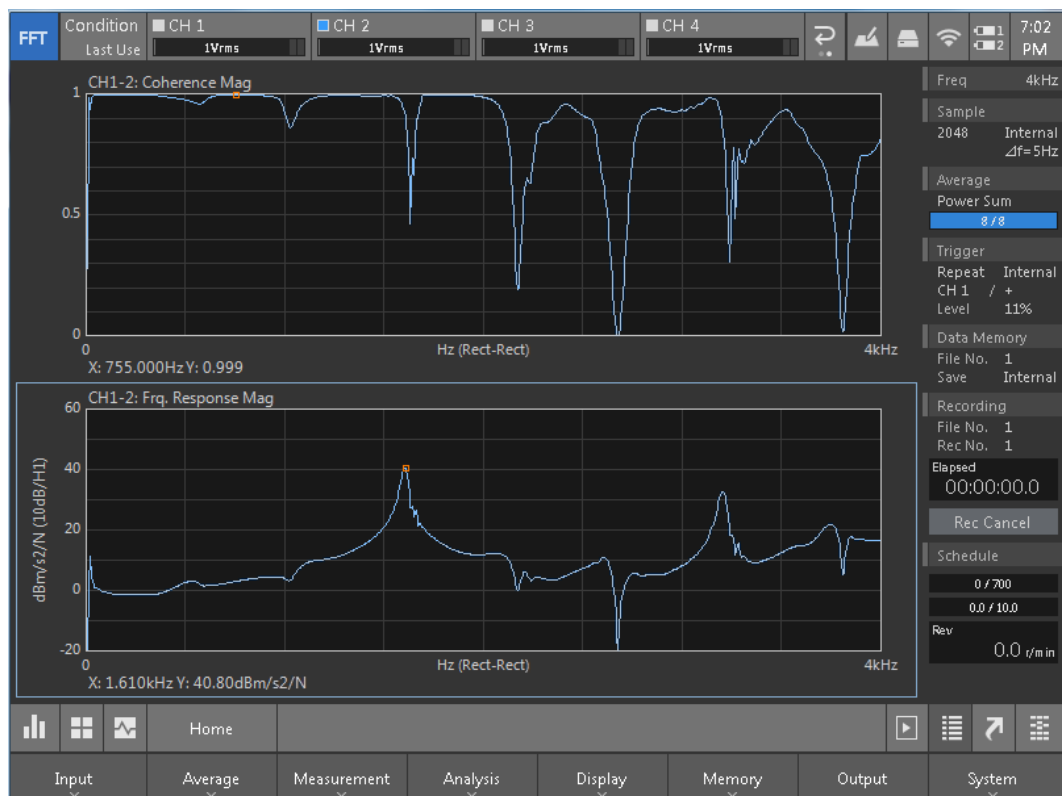 FFT
Condition
Last Use
CH 1
1Vrms
CH 2
1Vrms
CH 3
1Vrms
CH 4
1Vrms
1
2
7:02
PM
CH1-2: Coherence Mag
1
0.5
0
0
Hz (Rect-Rect)
4kHz
X: 755.000Hz Y: 0.999
CH1-2: Frq. Response Mag
60
40
20
0
-20
dBm/s2/N (10dB/H1)
0
Hz (Rect-Rect)
4kHz
X: 1.610kHz Y: 40.80dBm/s2/N
Freq 4kHz
Sample
2048 Internal
⊿f=5Hz
Average
Power Sum
8 / 8
Trigger
Repeat Internal
CH 1 / +
Level 11%
Data Memory
File No. 1
Save Internal
Recording
File No. 1
Rec No. 1
Elapsed
00:00:00.0
Rec Cancel
Schedule
0 / 700
0.0 / 10.0
Rev
0.0 r/min
Home
Input
Average
Measurement
Analysis
Display
Memory
Output
System